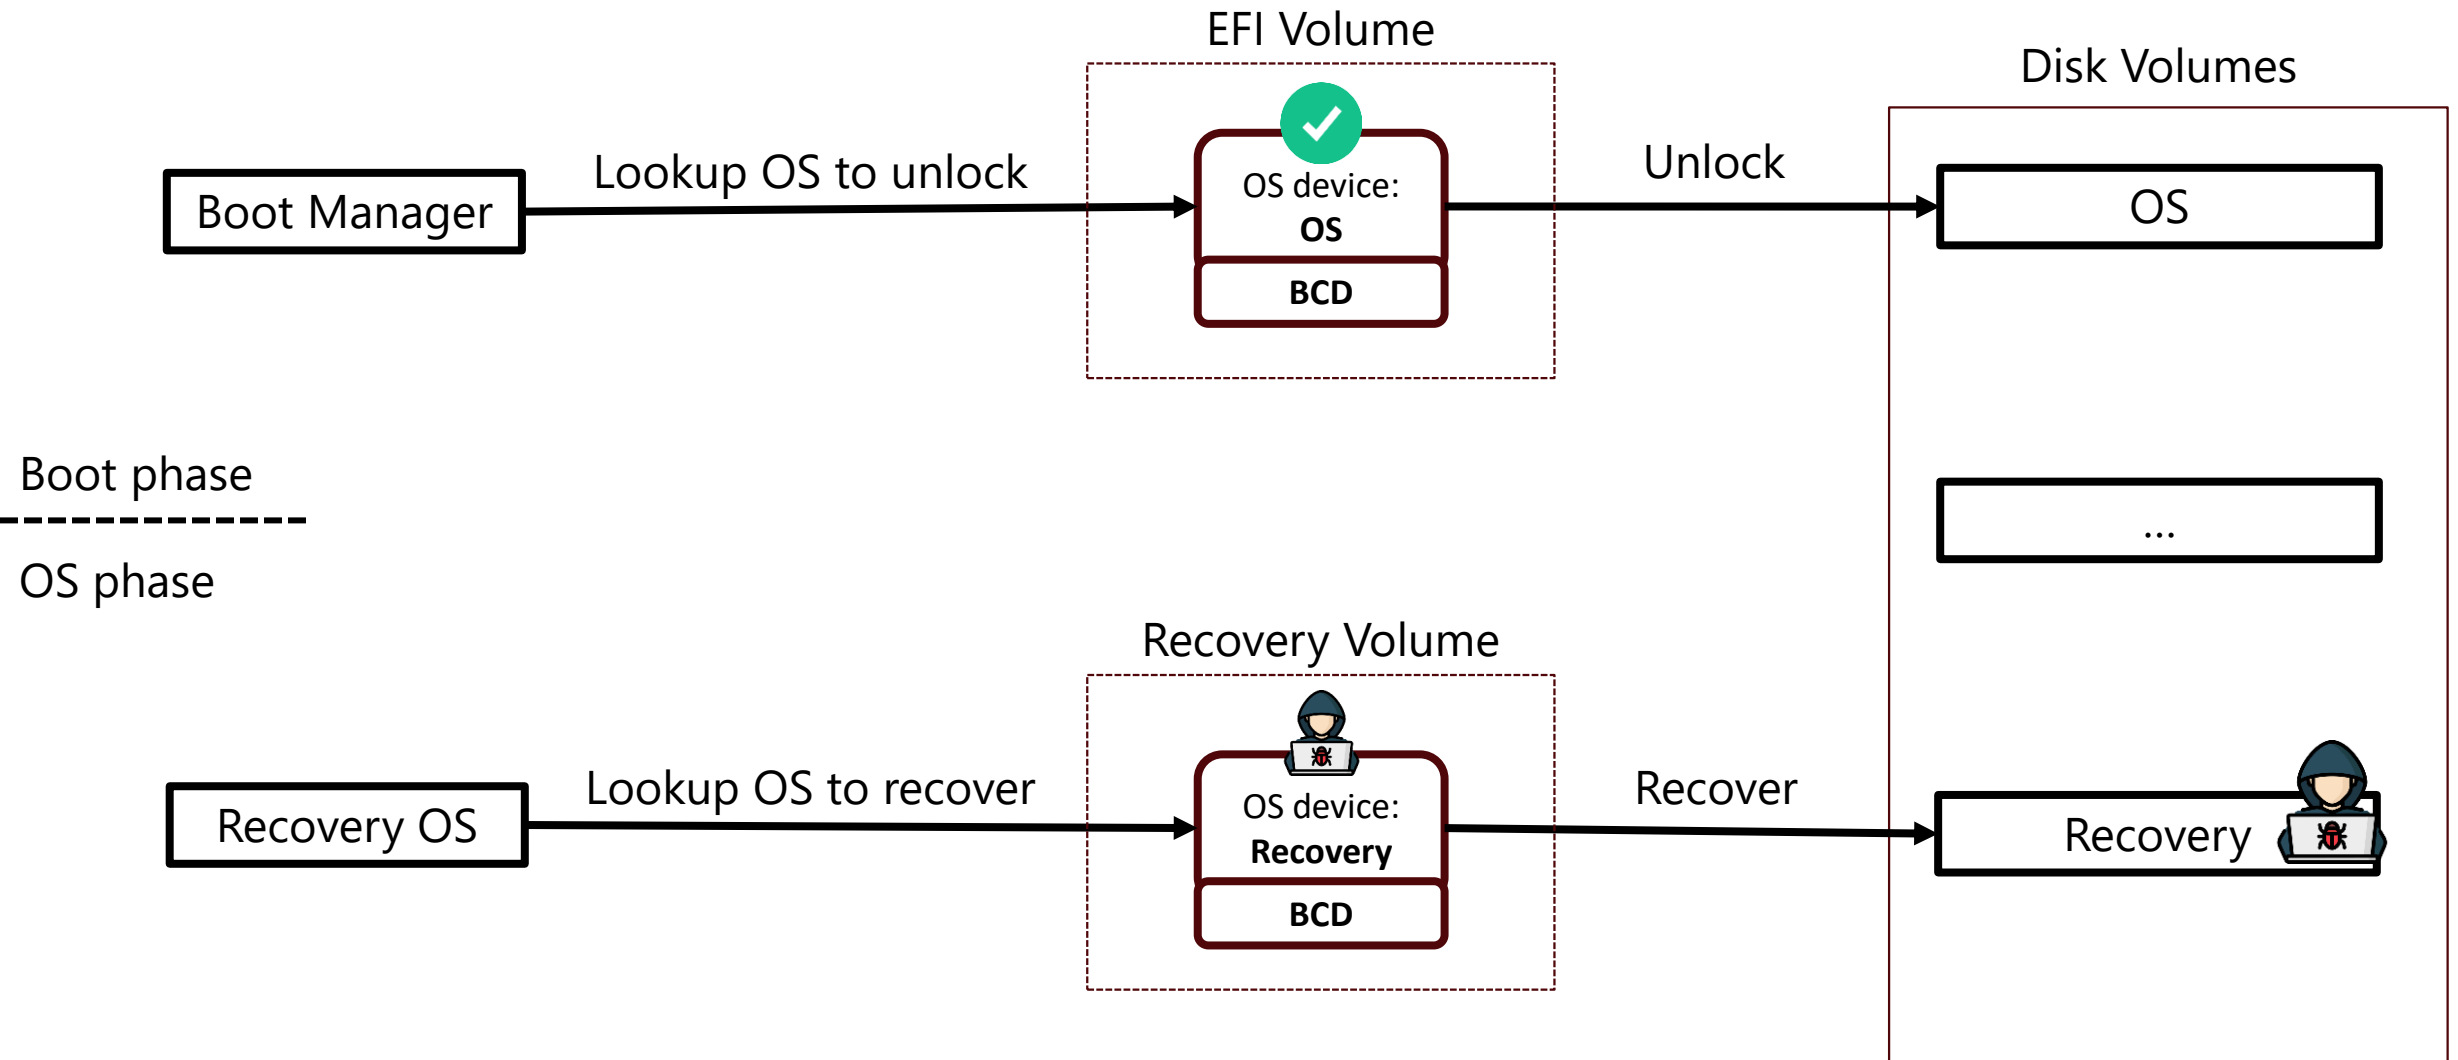 EFI Volume
Disk Volumes
Boot Manager
Lookup OS to unlock
OS device:
OS
BCD
Unlock
OS
Boot phase
OS phase
...
Recovery Volume
Recovery OS
Lookup OS to recover
OS device:
Recovery
BCD
Recover
Recovery